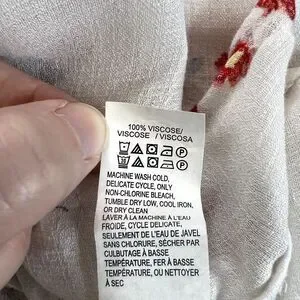 100% VISCOSE/
VISCOSE / VISCOSA
MACHINE WASH COLD,
DELICATE CYCLE, ONLY
NON-CHLORINE BLEACH,
TUMBLE DRY LOW, COOL IRON,
OR DRY CLEAN
LAVER À LA MACHINE À L'EAU
FROIDE, CYCLE DELICATE,
SEULEMENT DE L'EAU DE JAVEL
SANS CHLORURE, SÉCHER PAR
CULBUTAGE À BASSE
TEMPÉRATURE, FER À BASSE
TEMPÉRATURE, OU NETTOYER
À SEC